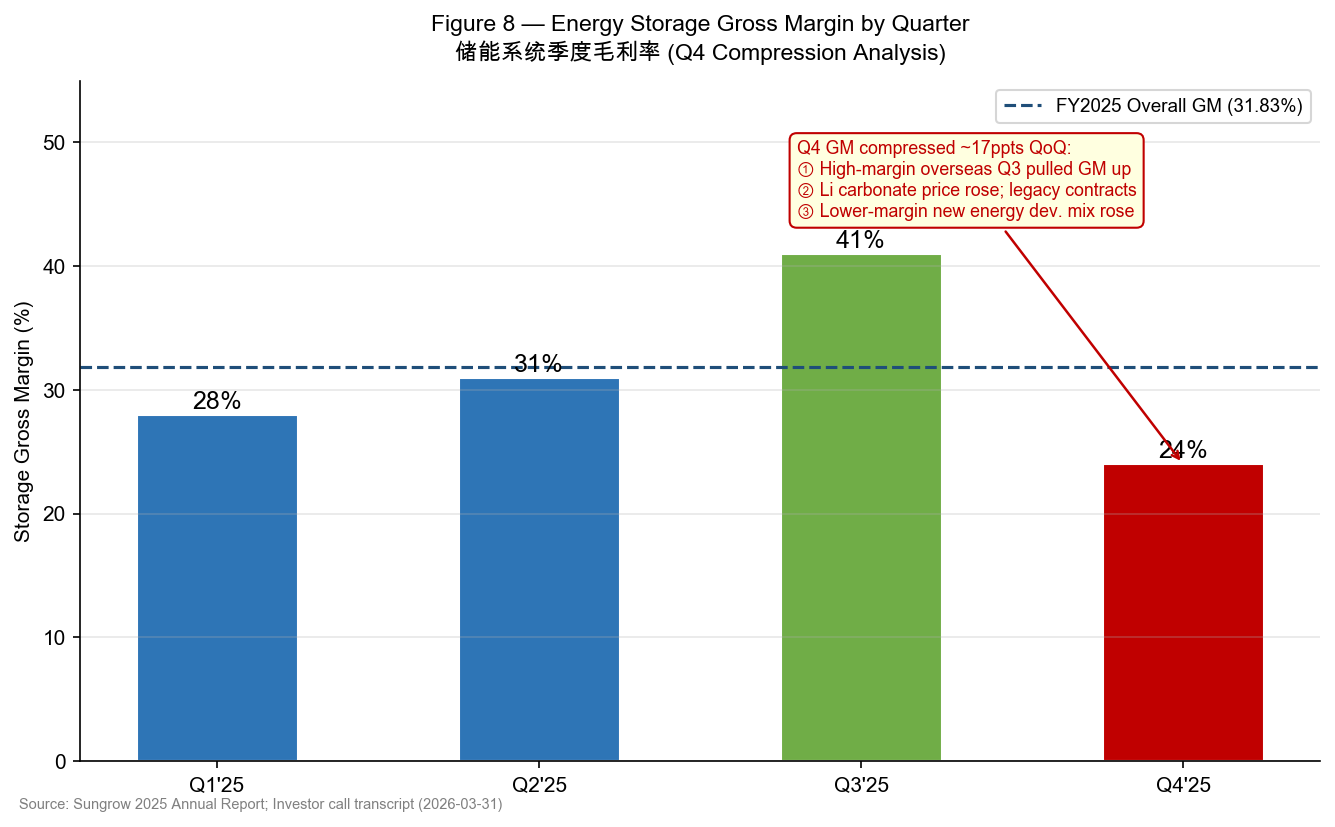 Figure 8 — Energy Storage Gross Margin by Quarter
储能系统季度毛利率 (Q4 Compression Analysis)
FY2025 Overall GM (31.83%)
Q4 GM compressed ~17ppts QoQ:
① High-margin overseas Q3 pulled GM up
② Li carbonate price rose; legacy contracts
③ Lower-margin new energy dev. mix rose
Storage Gross Margin (%)
50
40
30
20
10
0
28%
31%
41%
24%
Q1'25
Q2'25
Q3'25
Q4'25
Source: Sungrow 2025 Annual Report; Investor call transcript (2026-03-31)